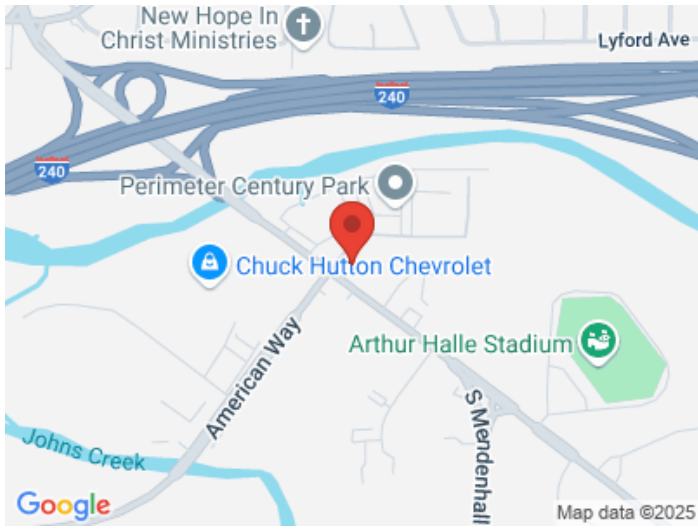 New Hope In
Christ Ministries
Lyford Ave
240
240
Perimeter Century Park
Chuck Hutton Chevrolet
American Way
Arthur Halle Stadium
S Mendenhall
Johns Creek
Google
Map data ©2025